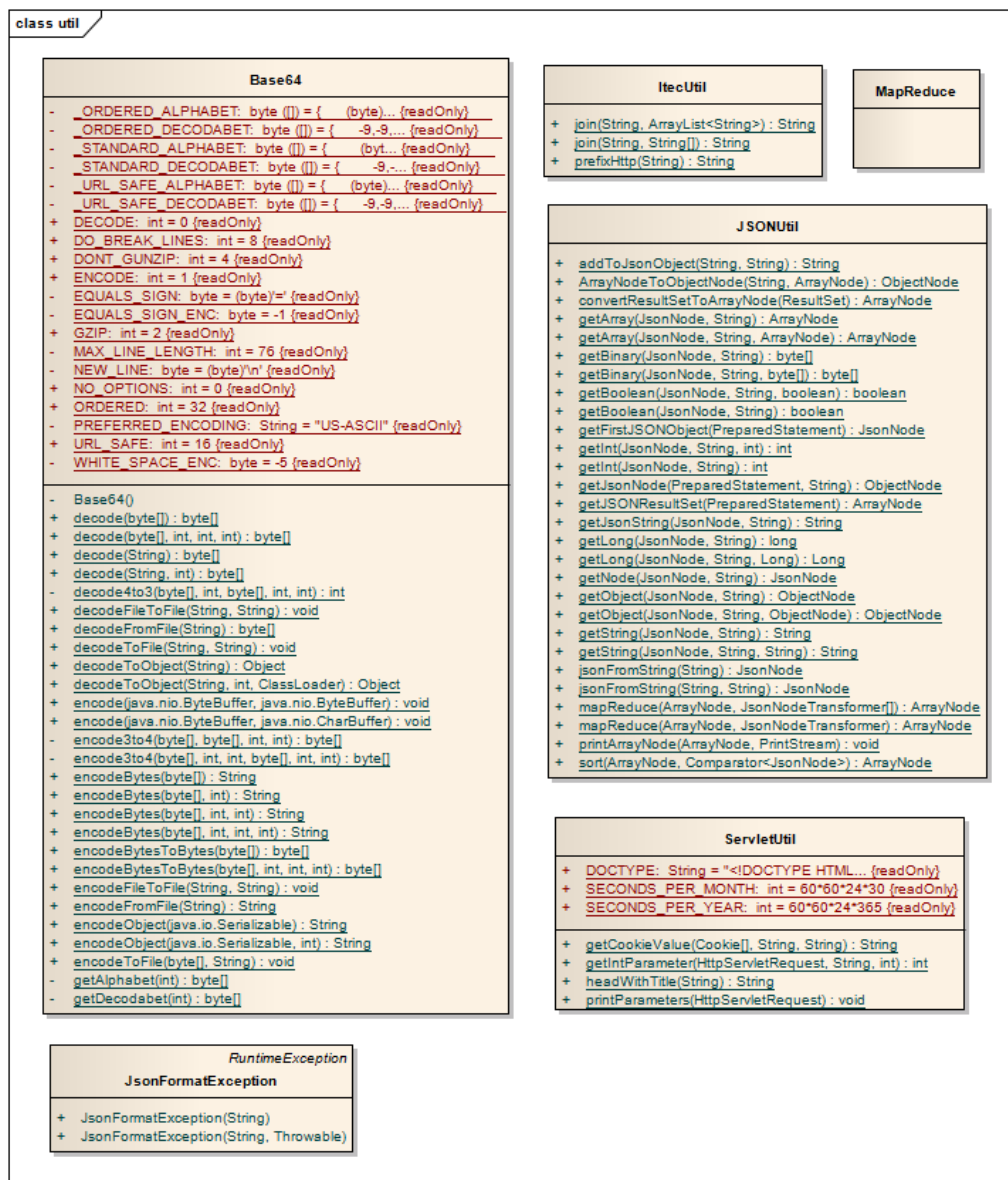 class util
Base64
- _ORDERED_ALPHABET: byte ([]) = { (byte)... {readOnly}
- _ORDERED_DECODABET: byte ([]) = { -9,-9,... {readOnly}
- _STANDARD_ALPHABET: byte ([]) = { (byt... {readOnly}
- _STANDARD_DECODABET: byte ([]) = { -9,-... {readOnly}
- _URL_SAFE_ALPHABET: byte ([]) = { (byte)... {readOnly}
- _URL_SAFE_DECODABET: byte ([]) = { -9,-9,... {readOnly}
+ DECODE: int = 0 {readOnly}
+ DO_BREAK_LINES: int = 8 {readOnly}
+ DONT_GUNZIP: int = 4 {readOnly}
+ ENCODE: int = 1 {readOnly}
- EQUALS_SIGN: byte = (byte)'=' {readOnly}
- EQUALS_SIGN_ENC: byte = -1 {readOnly}
+ GZIP: int = 2 {readOnly}
- MAX_LINE_LENGTH: int = 76 {readOnly}
- NEW_LINE: byte = (byte)'\n' {readOnly}
+ NO_OPTIONS: int = 0 {readOnly}
+ ORDERED: int = 32 {readOnly}
- PREFERRED_ENCODING: String = "US-ASCII" {readOnly}
+ URL_SAFE: int = 16 {readOnly}
- WHITE_SPACE_ENC: byte = -5 {readOnly}
- Base64()
+ decode(byte[]) : byte[]
+ decode(byte[], int, int, int) : byte[]
+ decode(String) : byte[]
+ decode(String, int) : byte[]
- decode4to3(byte[], int, byte[], int, int) : int
+ decodeFileToFile(String, String) : void
+ decodeFromFile(String) : byte[]
+ decodeToFile(String, String) : void
+ decodeToObject(String) : Object
+ decodeToObject(String, int, ClassLoader) : Object
+ encode(java.nio.ByteBuffer, java.nio.ByteBuffer) : void
+ encode(java.nio.ByteBuffer, java.nio.CharBuffer) : void
- encode3to4(byte[], byte[], int, int) : byte[]
- encode3to4(byte[], int, int, byte[], int, int) : byte[]
+ encodeBytes(byte[]) : String
+ encodeBytes(byte[], int) : String
+ encodeBytes(byte[], int, int) : String
+ encodeBytes(byte[], int, int, int) : String
+ encodeBytesToBytes(byte[]) : byte[]
+ encodeBytesToBytes(byte[], int, int, int) : byte[]
+ encodeFileToFile(String, String) : void
+ encodeFromFile(String) : String
+ encodeObject(java.io.Serializable) : String
+ encodeObject(java.io.Serializable, int) : String
+ encodeToFile(byte[], String) : void
- getAlphabet(int) : byte[]
- getDecodabet(int) : byte[]
ItecUtil
+ join(String, ArrayList<String>) : String
+ join(String, String[]) : String
+ prefixHttp(String) : String
MapReduce
JSONUtil
+ addToJsonObject(String, String) : String
+ ArrayNodeToObjectNode(String, ArrayNode) : ObjectNode
+ convertResultSetToArrayNode(ResultSet) : ArrayNode
+ getArray(JsonNode, String) : ArrayNode
+ getArray(JsonNode, String, ArrayNode) : ArrayNode
+ getBinary(JsonNode, String) : byte[]
+ getBinary(JsonNode, String, byte[]) : byte[]
+ getBoolean(JsonNode, String, boolean) : boolean
+ getBoolean(JsonNode, String) : boolean
+ getFirstJSONObject(PreparedStatement) : JsonNode
+ getInt(JsonNode, String, int) : int
+ getInt(JsonNode, String) : int
+ getJsonNode(PreparedStatement, String) : ObjectNode
+ getJSONResultSet(PreparedStatement) : ArrayNode
+ getJsonString(JsonNode, String) : String
+ getLong(JsonNode, String) : long
+ getLong(JsonNode, String, Long) : Long
+ getNode(JsonNode, String) : JsonNode
+ getObject(JsonNode, String) : ObjectNode
+ getObject(JsonNode, String, ObjectNode) : ObjectNode
+ getString(JsonNode, String) : String
+ getString(JsonNode, String, String) : String
+ jsonFromString(String) : JsonNode
+ jsonFromString(String, String) : JsonNode
+ mapReduce(ArrayNode, JsonNodeTransformer[]) : ArrayNode
+ mapReduce(ArrayNode, JsonNodeTransformer) : ArrayNode
+ printArrayNode(ArrayNode, PrintStream) : void
+ sort(ArrayNode, Comparator<JsonNode>) : ArrayNode
ServletUtil
+ DOCTYPE: String = "<!DOCTYPE HTML... {readOnly}
+ SECONDS_PER_MONTH: int = 60*60*24*30 {readOnly}
+ SECONDS_PER_YEAR: int = 60*60*24*365 {readOnly}
+ getCookieValue(Cookie[], String, String) : String
+ getIntParameter(HttpServletRequest, String, int) : int
+ headWithTitle(String) : String
+ printParameters(HttpServletRequest) : void
RuntimeException
JsonFormatException
+ JsonFormatException(String)
+ JsonFormatException(String, Throwable)